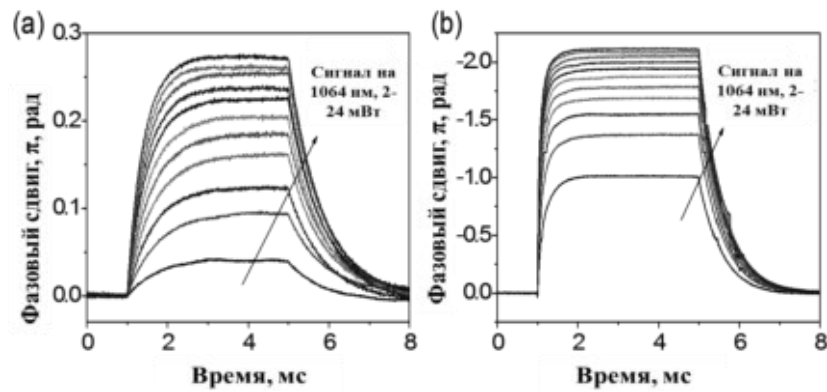 (a)
Фазовый сдвиг, π, рад
0.3
0.2
0.1
0.0
Сигнал на
1064 нм, 2-
24 мВт
0 2 4 6 8
Время, мс
(b)
Фазовый сдвиг, π, рад
-2.0
-1.5
-1.0
-0.5
0.0
Сигнал на
1064 нм, 2-
24 мВт
0 2 4 6 8
Время, мс